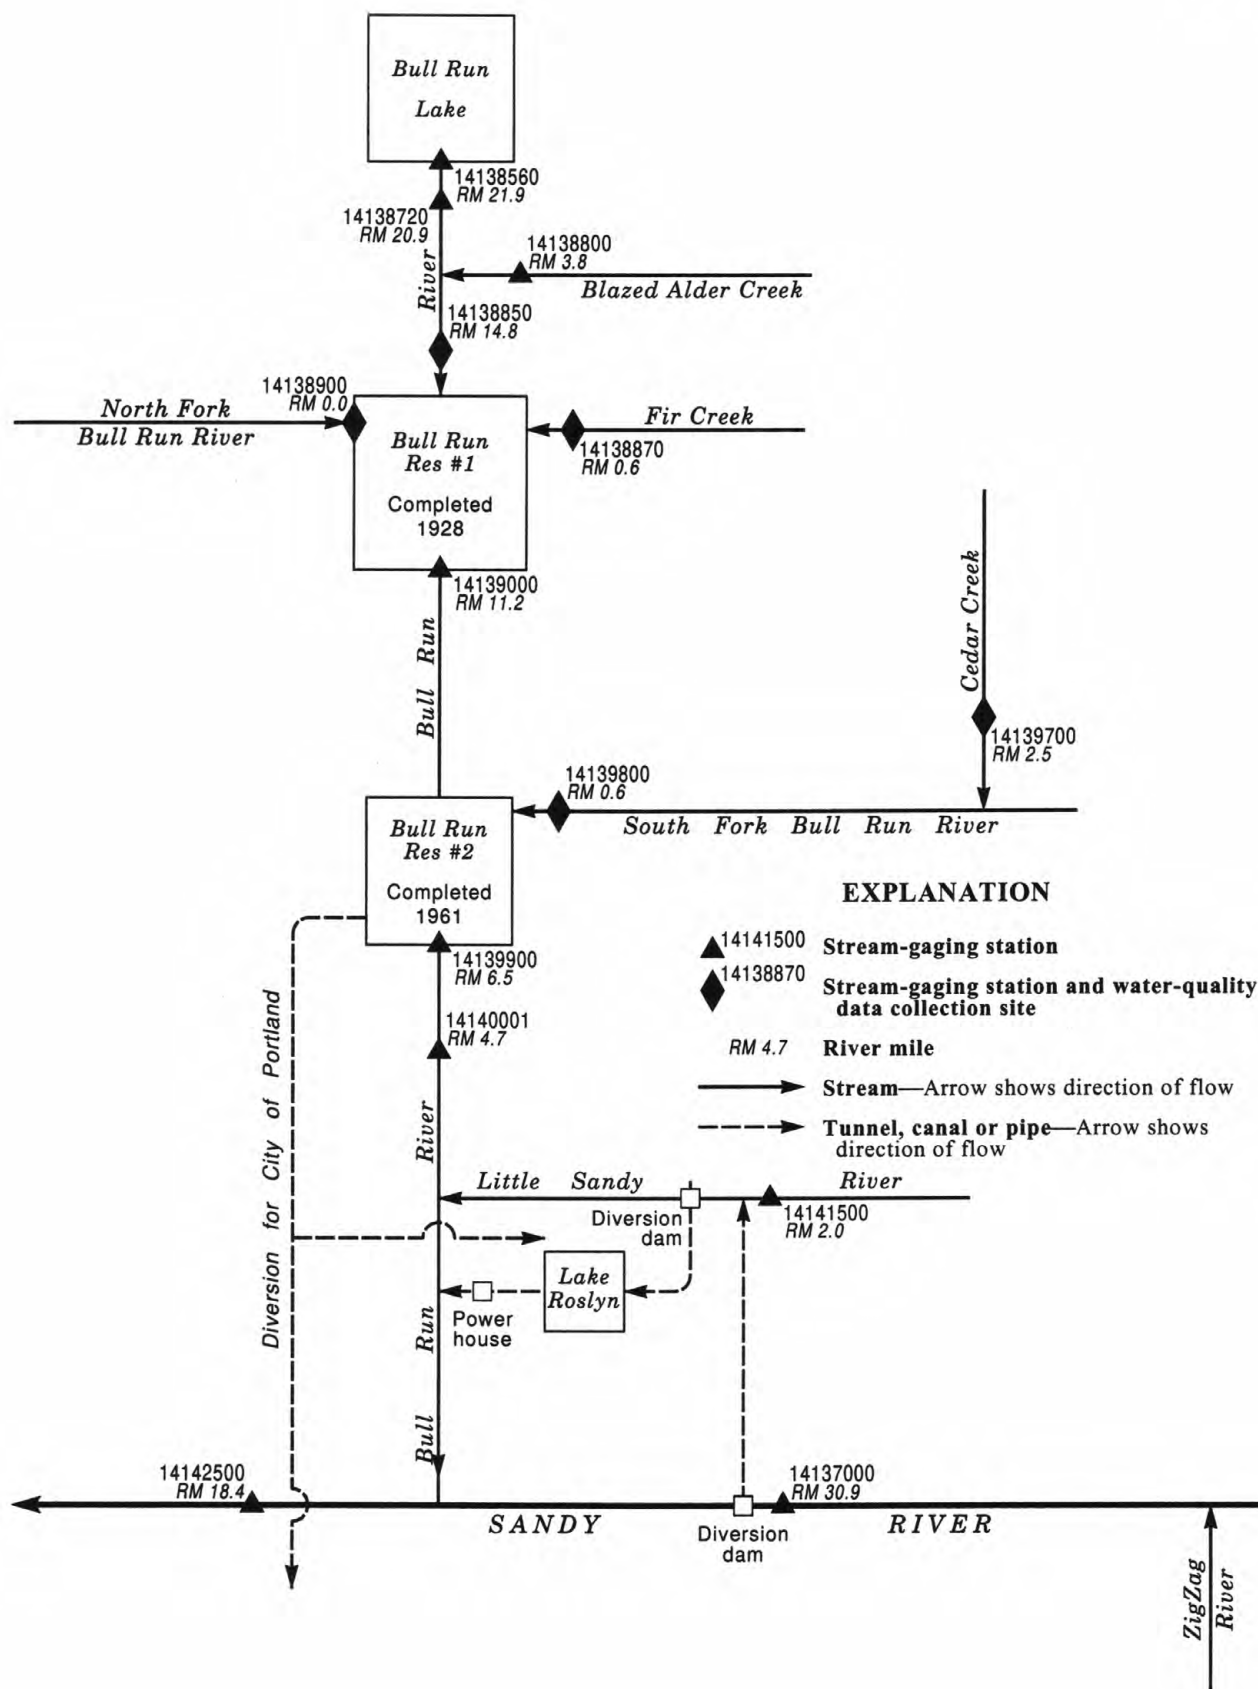 Bull Run
Lake
14138560
RM 21.9
14138720
RM 20.9
River
14138800
RM 3.8
Blazed Alder Creek
14138850
RM 14.8
14138900
RM 0.0
North Fork
Bull Run River
Bull Run
Res #1
Completed
1928
Fir Creek
14138870
RM 0.6
14139000
RM 11.2
Bull Run
Cedar Creek
14139700
RM 2.5
14139800
RM 0.6
South Fork Bull Run River
Bull Run
Res #2
Completed
1961
14139900
RM 6.5
14140001
RM 4.7
Diversion for City of Portland
EXPLANATION
14141500 Stream-gaging station
14138870 Stream-gaging station and water-quality
data collection site
RM 4.7 River mile
Stream—Arrow shows direction of flow
Tunnel, canal or pipe—Arrow shows
direction of flow
River
Little Sandy River
Diversion
dam
14141500
RM 2.0
Lake
Roslyn
Power
house
Bull Run
14142500
RM 18.4
14137000
RM 30.9
SANDY RIVER
Diversion
dam
ZigZag
River